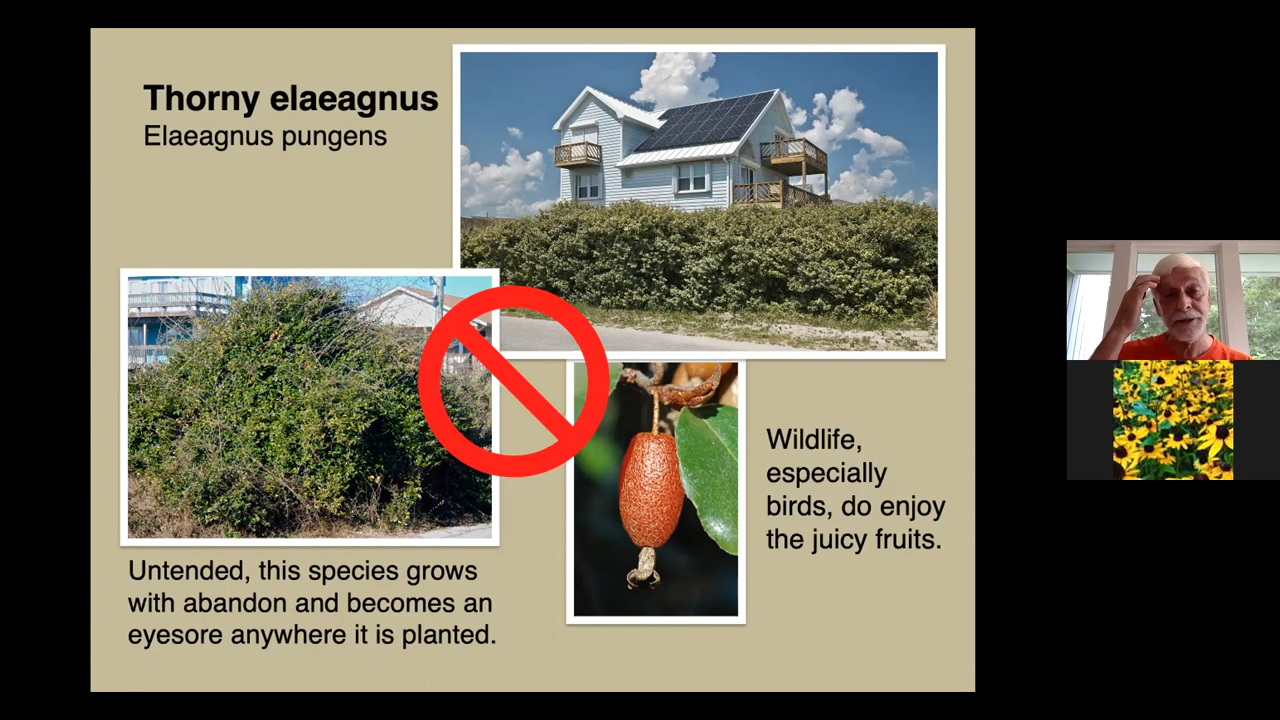 Thorny elaeagnus
Elaeagnus pungens
Wildlife,
especially
birds, do enjoy
the juicy fruits.
Untended, this species grows
with abandon and becomes an
eyesore anywhere it is planted.